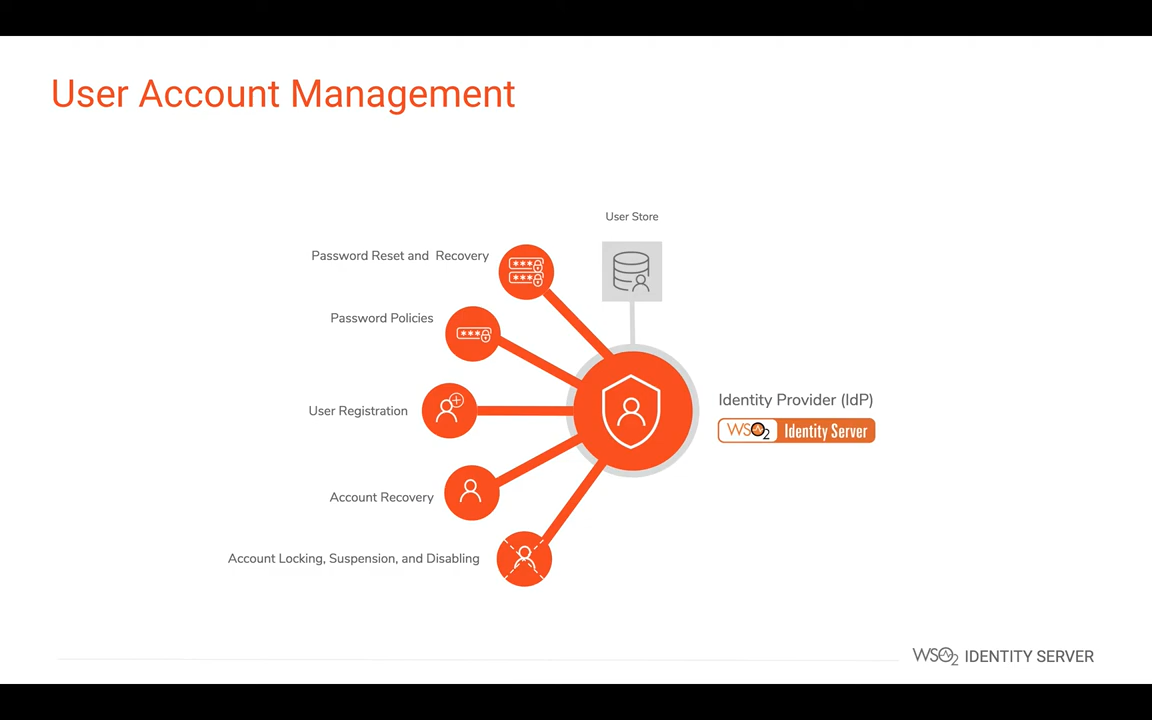 User Account Management
User Store
Password Reset and Recovery
***
***
Password Policies
***
User Registration
Identity Provider (IdP)
WSO2 Identity Server
Account Recovery
Account Locking, Suspension, and Disabling
WSO2 IDENTITY SERVER